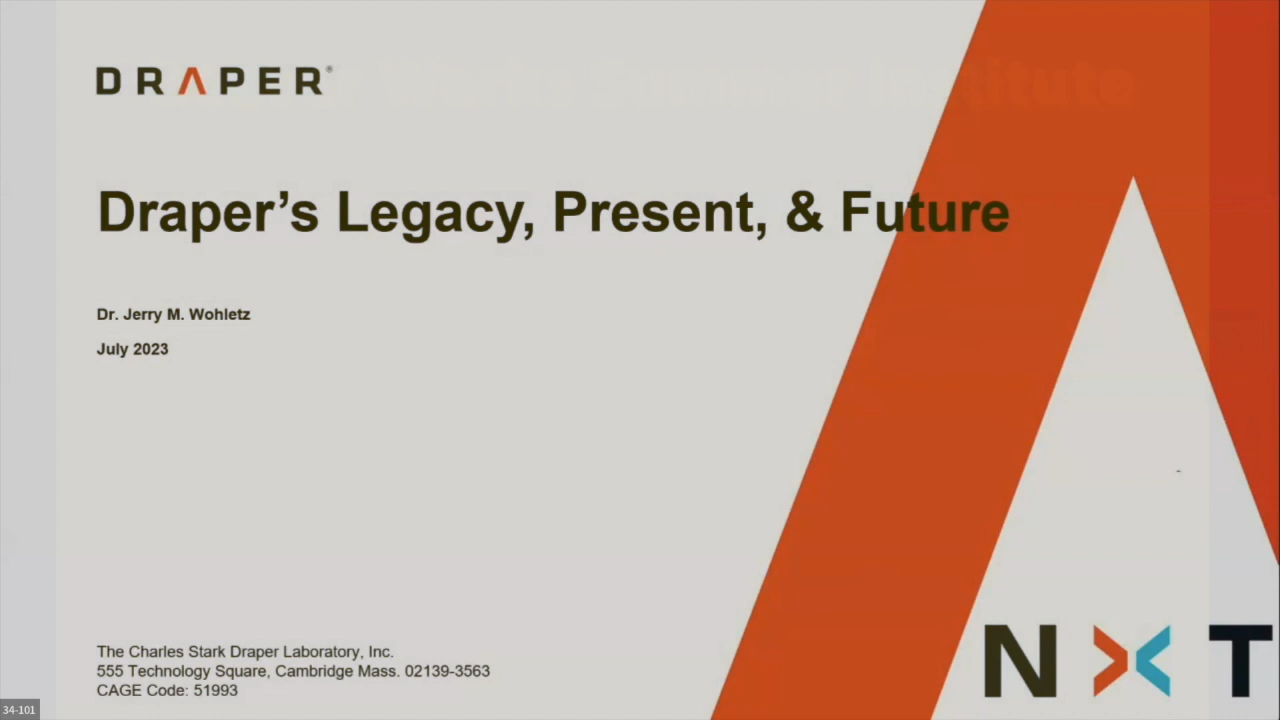 DRAPER®
Draper's Legacy, Present, & Future
Dr. Jerry M. Wohletz
July 2023
The Charles Stark Draper Laboratory, Inc.
555 Technology Square, Cambridge Mass. 02139-3563
CAGE Code: 51993
NXT
34-101